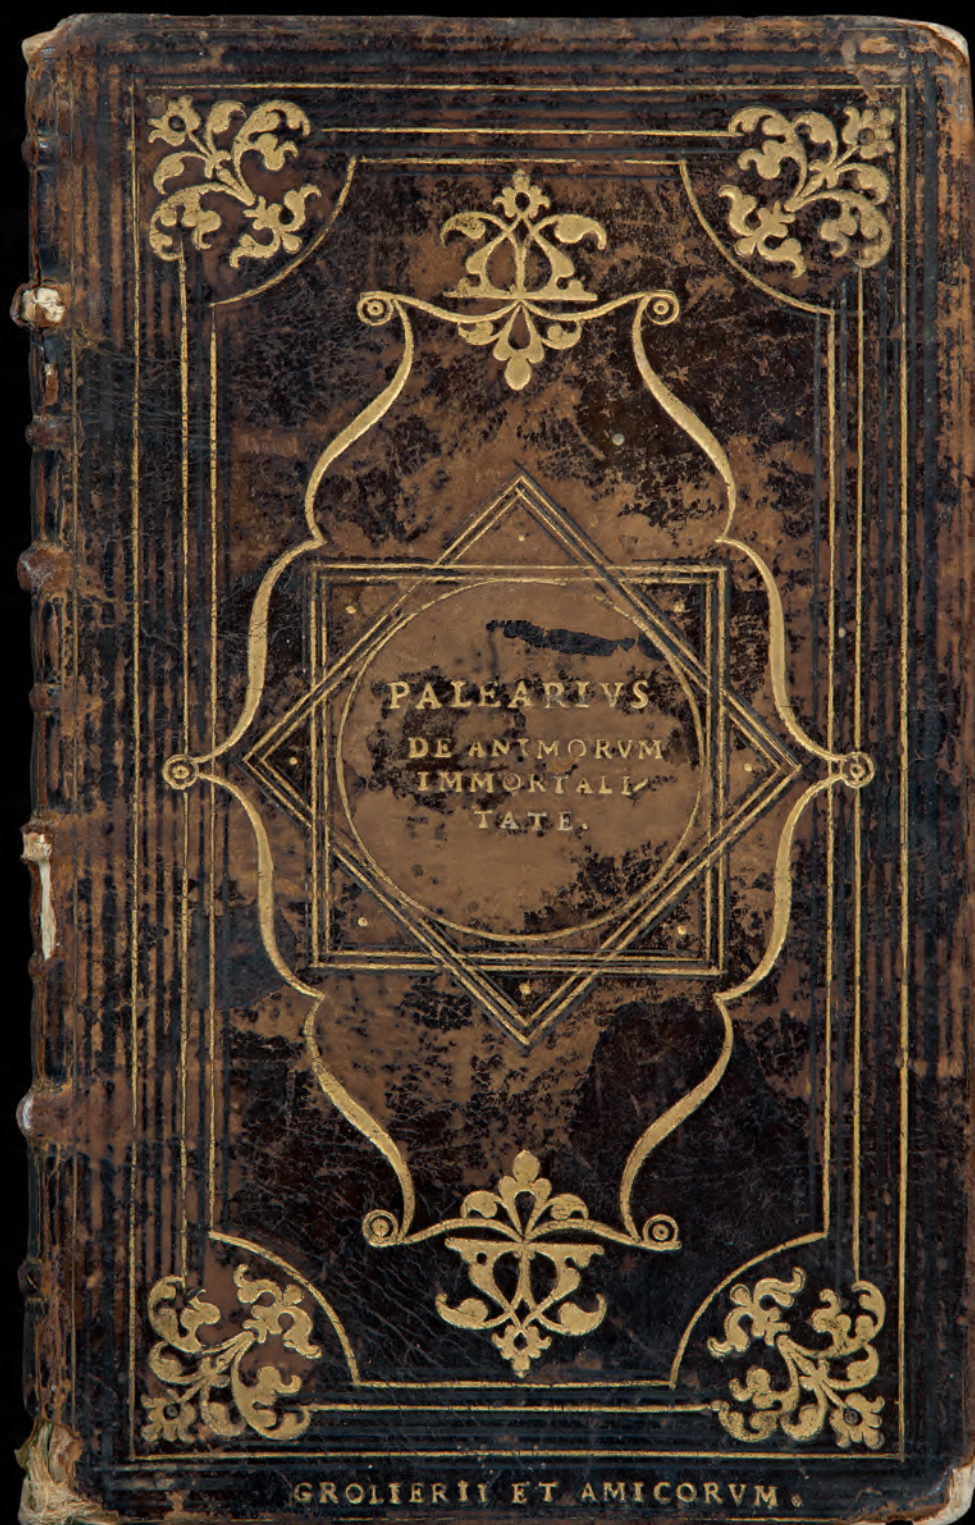 PALEARIVS
DE ANIMORVM
IMMORTALI-
TATE.
GROLIERII ET AMICORVM.